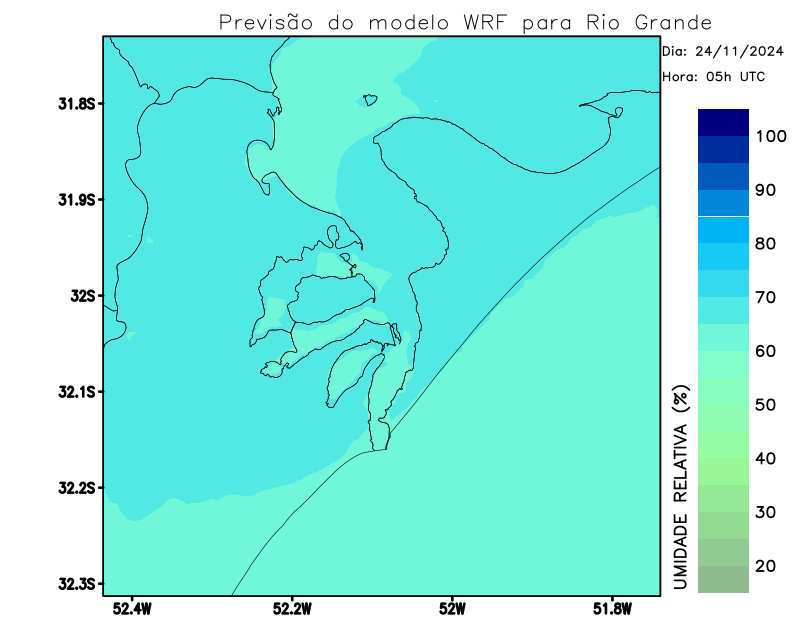 Previsão do modelo WRF para Rio Grande
Dia: 24/11/2024
Hora: 05h UTC
31.8S
31.9S
32S
32.1S
32.2S
32.3S
52.4W
52.2W
52W
51.8W
UMIDADE RELATIVA (%)
100
90
80
70
60
50
40
30
20